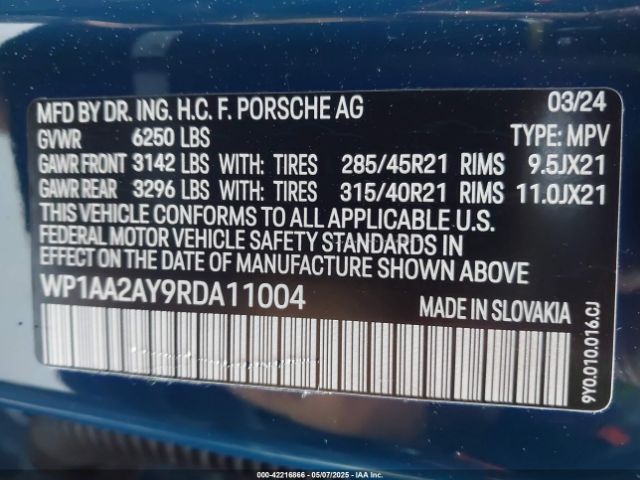 MFD BY DR. ING. H.C. F. PORSCHE AG 03/24
GVWR 6250 LBS TYPE: MPV
GAWR FRONT 3142 LBS WITH: TIRES 285/45R21 RIMS 9.5JX21
GAWR REAR 3296 LBS WITH: TIRES 315/40R21 RIMS 11.0JX21
THIS VEHICLE CONFORMS TO ALL APPLICABLE U.S.
FEDERAL MOTOR VEHICLE SAFETY STANDARDS IN
EFFECT ON THE DATE OF MANUFACTURE SHOWN ABOVE.
WP1AA2AY9RDA11004 MADE IN SLOVAKIA
9Y0.010.016.CJ
000-42216866 - 05/07/2025 - IAA Inc.